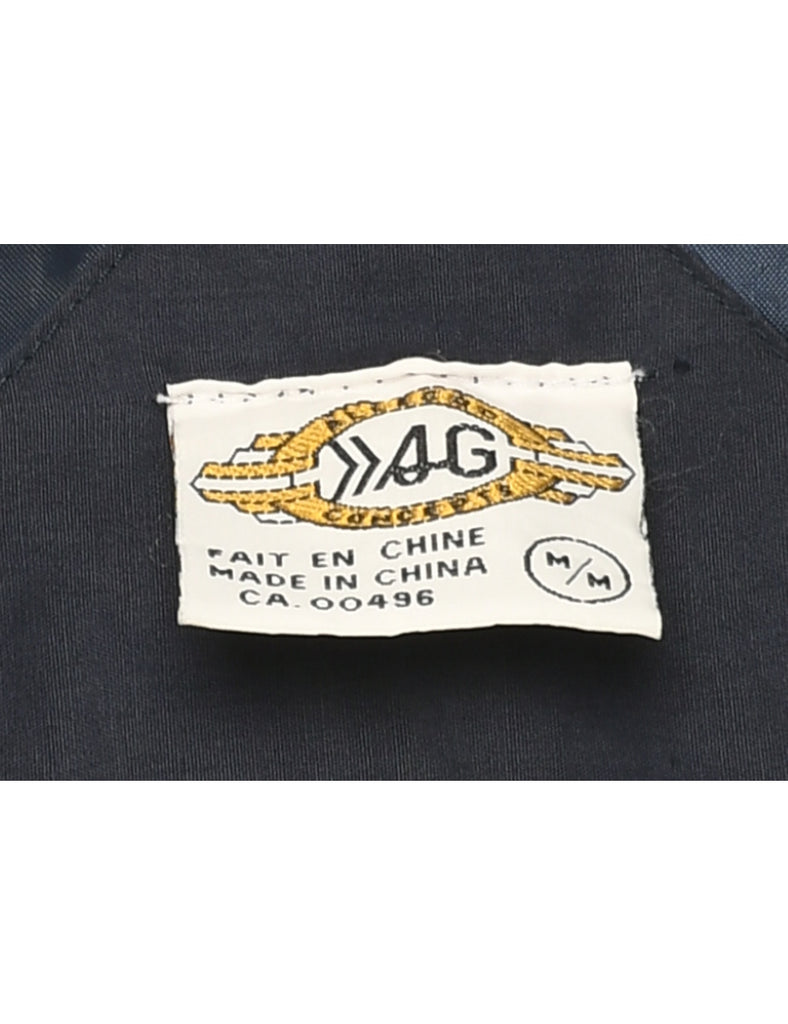 AG
CONCEPTS
FAIT EN CHINE
MADE IN CHINA
CA. 00496
M/M